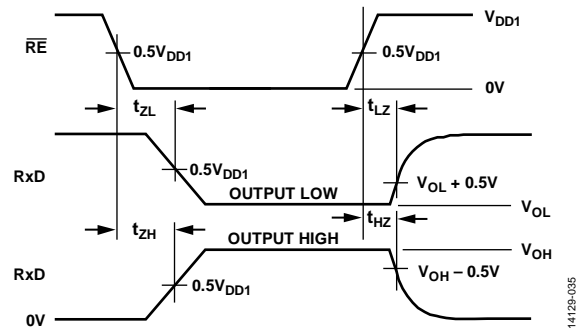 VDD1
RE
0.5VDD1
0.5VDD1
0V
tZL
tLZ
RxD
0.5VDD1
VOL + 0.5V
OUTPUT LOW
VOL
tZH
tHZ
OUTPUT HIGH
VOH
RxD
VOH – 0.5V
0.5VDD1
0V
14129-035